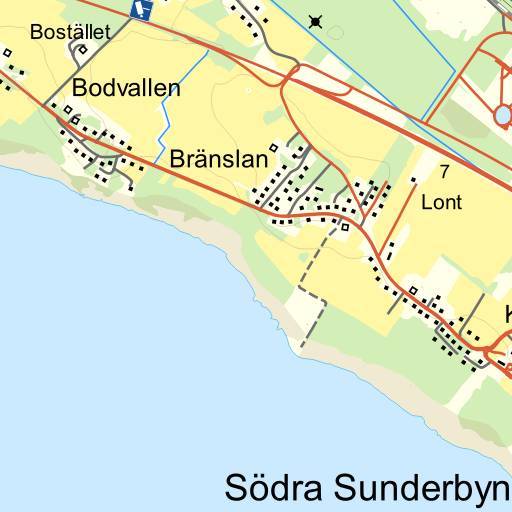 Bostället
Bodvallen
Bränslan
7
Lont
K
Södra Sunderbyn